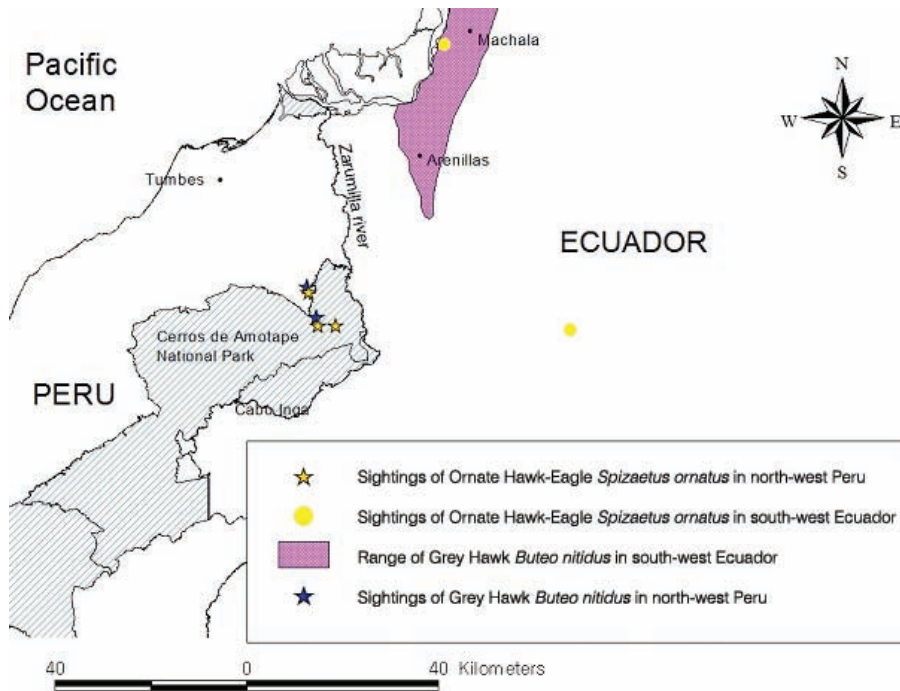 Pacific
Ocean
Machala
N
W
E
S
Arenillas
Tumbes
Zarumilla river
ECUADOR
Cerros de Amotape
National Park
PERU
Cabo Inga
Sightings of Ornate Hawk-Eagle Spizaetus ornatus in north-west Peru
Sightings of Ornate Hawk-Eagle Spizaetus ornatus in south-west Ecuador
Range of Grey Hawk Buteo nitidus in south-west Ecuador
Sightings of Grey Hawk Buteo nitidus in north-west Peru
40 0 40 Kilometers